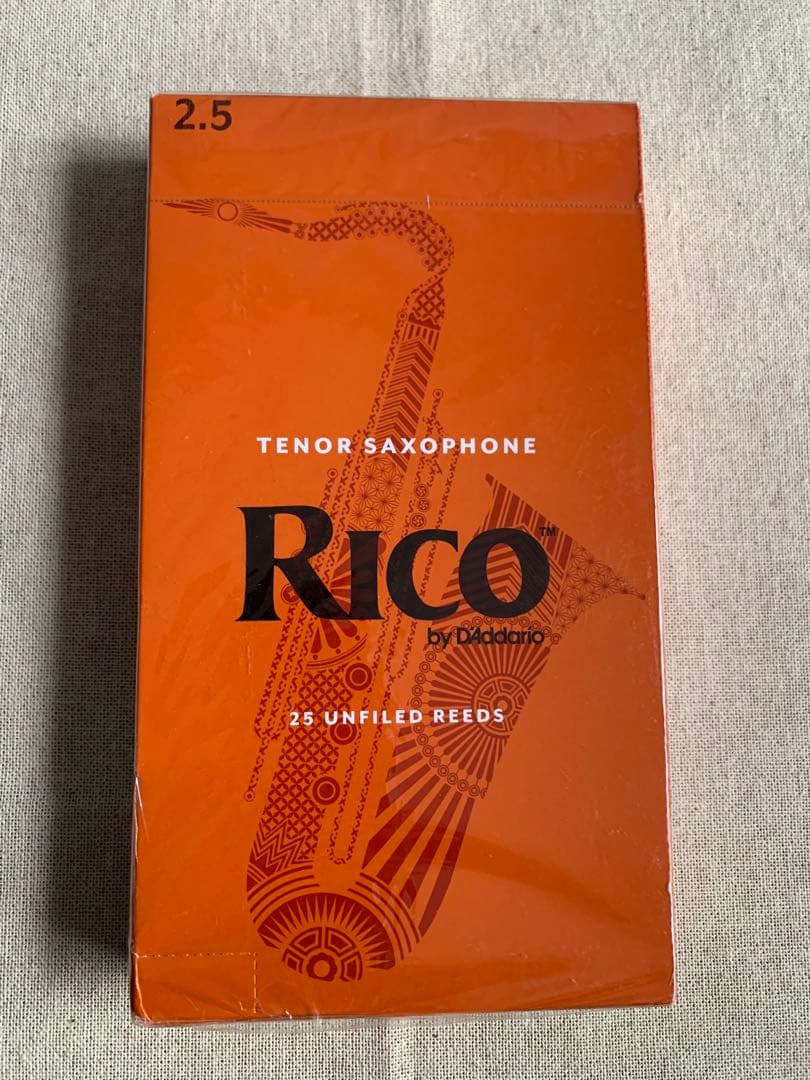 2.5
TENOR SAXOPHONE
RICO™
by D'Addario
25 UNFILED REEDS